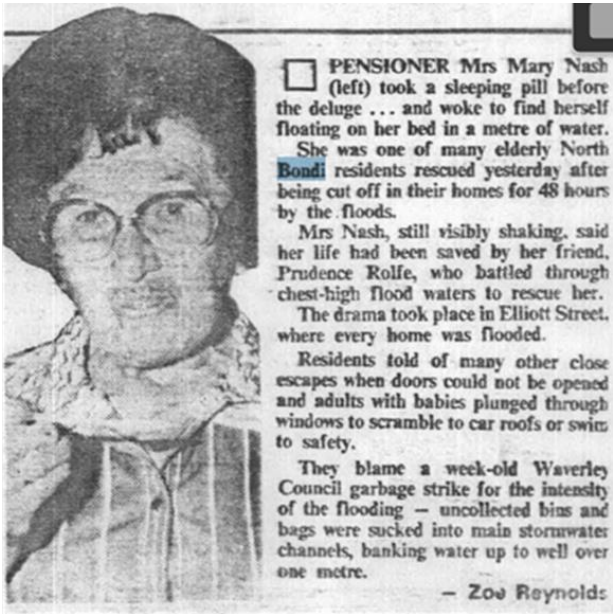 PENSIONER Mrs Mary Nash
(left) took a sleeping pill before
the deluge ... and woke to find herself
floating on her bed in a metre of water.
She was one of many elderly North
Bondi residents rescued yesterday after
being cut off in their homes for 48 hours
by the floods.
Mrs Nash, still visibly shaking, said
her life had been saved by her friend,
Prudence Rolfe, who battled through
chest-high flood waters to rescue her.
The drama took place in Elliott Street,
where every home was flooded.
Residents told of many other close
escapes when doors could not be opened
and adults with babies plunged through
windows to scramble to car roofs or swim
to safety.
They blame a week-old Waverley
Council garbage strike for the intensity
of the flooding — uncollected bins and
bags were sucked into main stormwater
channels, banking water up to well over
one metre.
— Zoe Reynolds